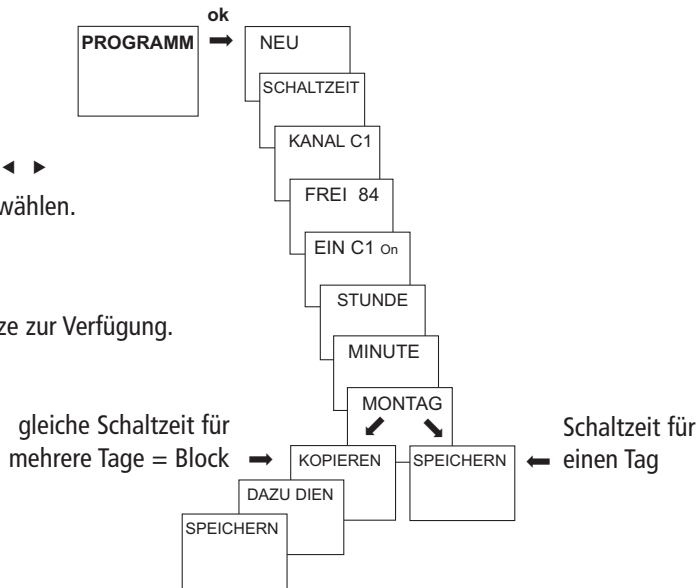 ok
PROGRAMM
NEU
SCHALTZEIT
KANAL C1
◄ ►
wählen.
FREI 84
EIN C1 On
STUNDE
ze zur Verfügung.
MINUTE
MONTAG
gleiche Schaltzeit für
mehrere Tage = Block
KOPIEREN
SPEICHERN
Schaltzeit für
einen Tag
DAZU DIEN
SPEICHERN